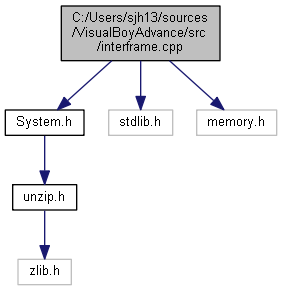 C:/Users/sjh13/sources
/VisualBoyAdvance/src
/interframe.cpp
System.h
stdlib.h
memory.h
unzip.h
zlib.h